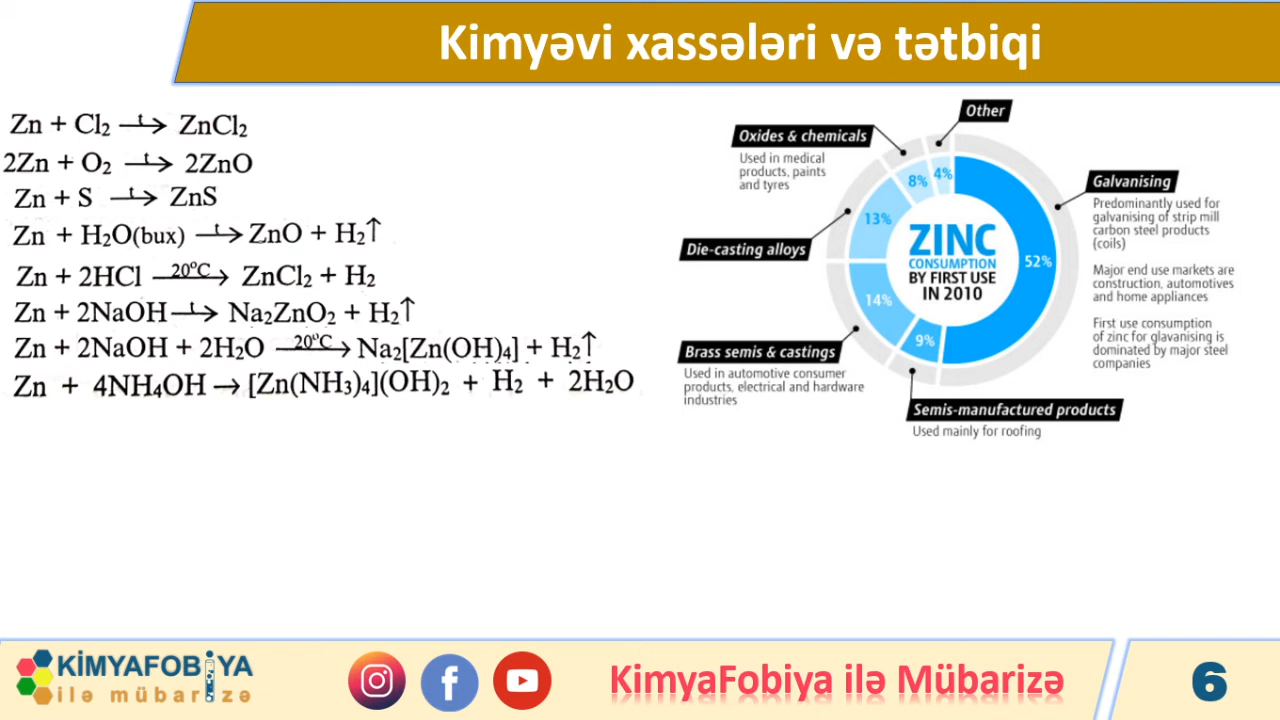 Kimyəvi xassələri və tətbiqi
Zn + Cl₂ —t→ ZnCl₂
2Zn + O₂ —t→ 2ZnO
Zn + S —t→ ZnS
Zn + H₂O(bux) —t→ ZnO + H₂↑
Zn + 2HCl —20°C→ ZnCl₂ + H₂
Zn + 2NaOH —t→ Na₂ZnO₂ + H₂↑
Zn + 2NaOH + 2H₂O —20°C→ Na₂[Zn(OH)₄] + H₂↑
Zn + 4NH₄OH → [Zn(NH₃)₄](OH)₂ + H₂ + 2H₂O
Other
4%
Oxides & chemicals
Used in medical
products, paints
and tyres
8%
Galvanising
Predominantly used for
galvanising of strip mill
carbon steel products
(coils)
Major end use markets are
construction, automotives
and home appliances
First use consumption
of zinc for glavanising is
dominated by major steel
companies
52%
Die-casting alloys
13%
ZINC
CONSUMPTION
BY FIRST USE
IN 2010
14%
Brass semis & castings
Used in automotive consumer
products, electrical and hardware
industries
9%
Semis-manufactured products
Used mainly for roofing
KİMYAFOBİYA
ilə mübarizə
KimyaFobiya ilə Mübarizə
6